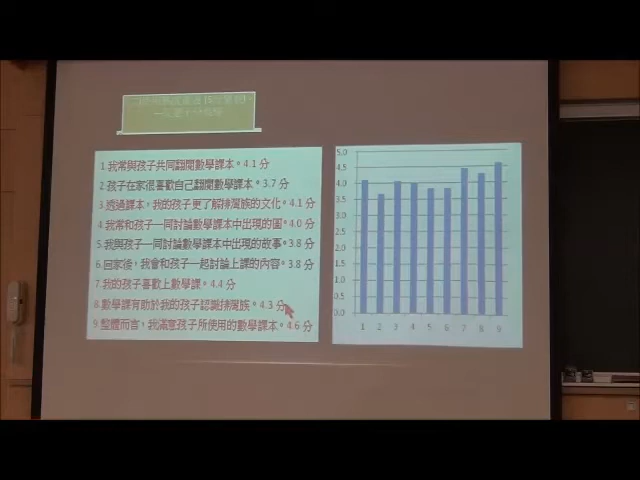 1.我常與孩子共同翻閱數學課本。4.1 分
2.孩子在家很喜歡自己翻閱數學課本。3.7 分
3.透過課本，我的孩子更了解排灣族的文化。4.1 分
4.我常和孩子一同討論數學課本中出現的圖。4.0 分
5.我與孩子一同討論數學課本中出現的故事。3.8 分
6.回家後，我會和孩子一起討論上課的內容。3.8 分
7.我的孩子喜歡上數學課。4.4 分
8.數學課有助於我的孩子認識排灣族。4.3 分
9.整體而言，我滿意孩子所使用的數學課本。4.6 分
5.0
4.5
4.0
3.5
3.0
2.5
2.0
1.5
1.0
0.5
0.0
1 2 3 4 5 6 7 8 9